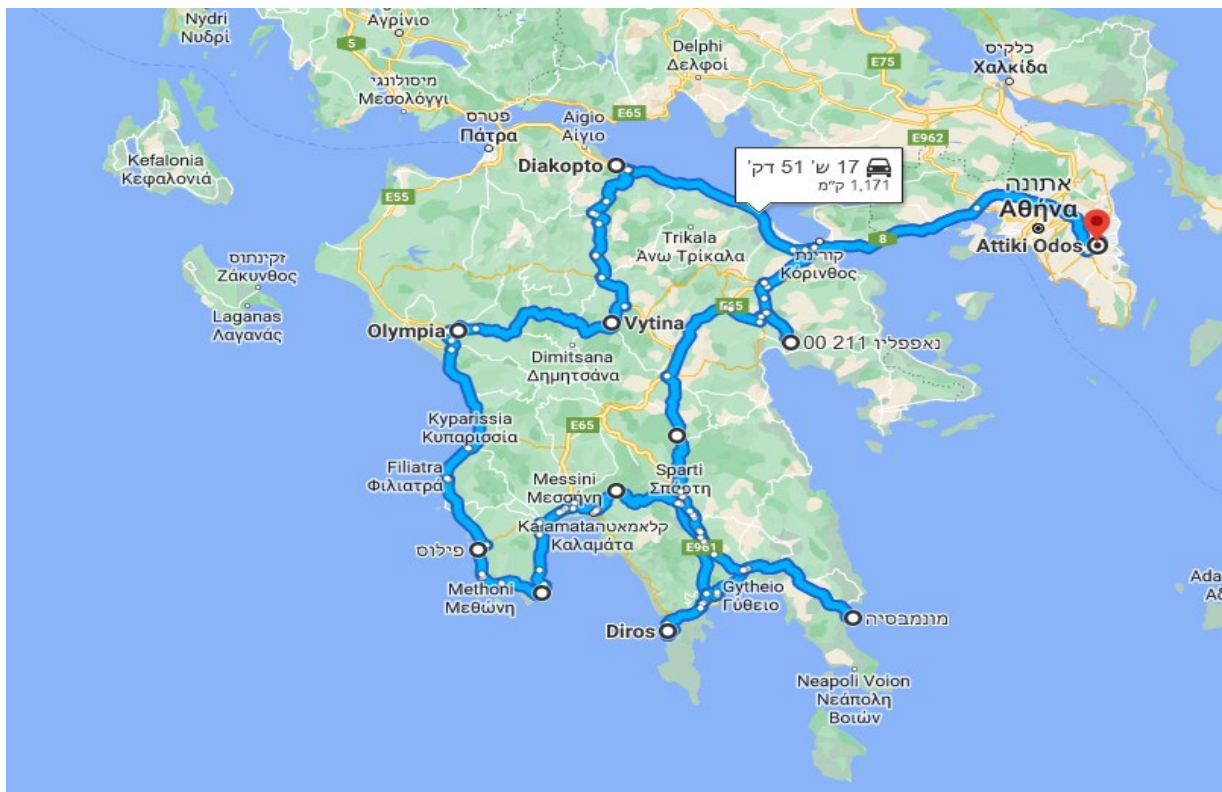 Nydri
Νυδρί
Αγρίνιο
5
מיסולונגי
Μεσολόγγι
Delphi
Δελφοί
E75
כלקיס
Χαλκίδα
E65
פטרס
Πάτρα
Aigio
Αίγιο
E962
Kefalonia
Κεφαλονιά
Diakopto
17 ש' 51 דק'
1,171 ק"מ
E55
אתונה
Αθήνα
Attiki Odos
8
Trikala
Άνω Τρίκαλα
קורינת
Κόρινθος
זקינתוס
Ζάκυνθος
Laganas
Λαγανάς
E65
Olympia
Vytina
נאפפליו 211 00
Dimitsana
Δημητσάνα
Kyparissia
Κυπαρισσία
E65
Filiatra
Φιλιατρά
Messini
Μεσσήνη
Sparti
Σπάρτη
Kalamata קלאמאטה
Καλαμάτα
פילוס
E961
Methoni
Μεθώνη
Gytheio
Γύθειο
Diros
מונמבסיה
Ada
Neapoli Voion
Νεάπολη
Βοιών